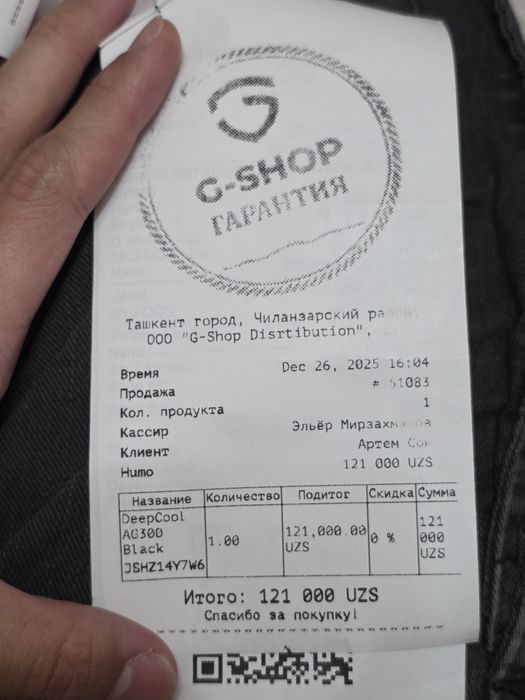 G-SHOP
ГАРАНТИЯ
Ташкент город, Чиланзарский
ООО "G-Shop Disrtibution",
Время Dec 26, 2025 16:04
Продажа # 51083
Кол. продукта 1
Кассир Эльёр
Клиент Артем
Humo 121 000 UZS
Название Количество Подитог Скидка Сумма
DeepCool AG300 Black JSHZ14Y7W6 1.00 121,000.00 UZS 0 % 121 000 UZS
Итого: 121 000 UZS
Спасибо за покупку!